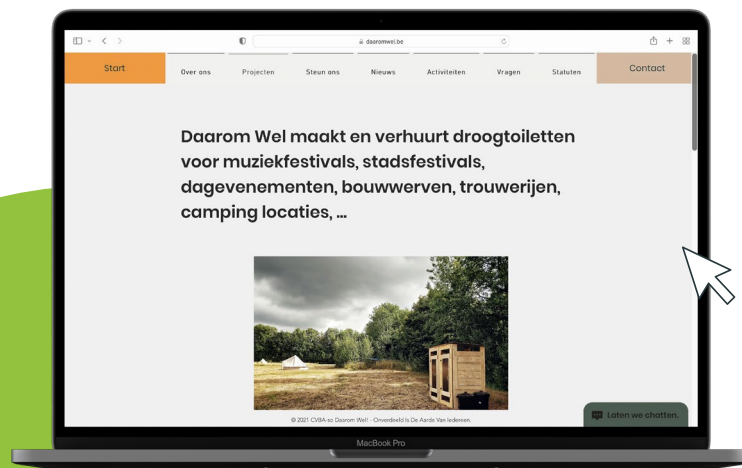 daaromwel.be
Start
Over ons
Projecten
Steun ons
Nieuws
Activiteiten
Vragen
Statuten
Contact
Daarom Wel maakt en verhuurt droogtoiletten
voor muziekfestivals, stadsfestivals,
dagevenementen, bouwwerven, trouwerijen,
camping locaties, ...
© 2021 CVBA-so Daarom Wel! - Onverdeeld Is De Aarde Van Iedereen.
Laten we chatten.
MacBook Pro